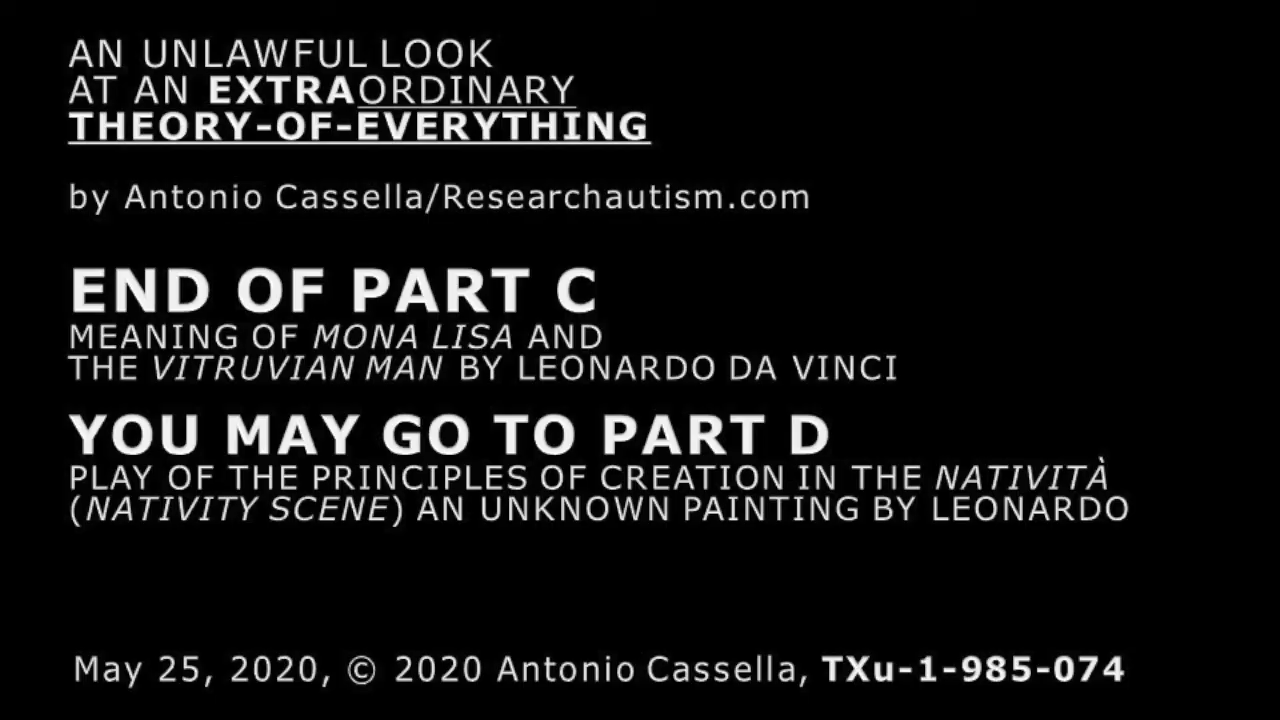 AN UNLAWFUL LOOK
AT AN EXTRAORDINARY
THEORY-OF-EVERYTHING
by Antonio Cassella/Researchautism.com
END OF PART C
MEANING OF MONA LISA AND
THE VITRUVIAN MAN BY LEONARDO DA VINCI
YOU MAY GO TO PART D
PLAY OF THE PRINCIPLES OF CREATION IN THE NATIVITÀ
(NATIVITY SCENE) AN UNKNOWN PAINTING BY LEONARDO
May 25, 2020, © 2020 Antonio Cassella, TXu-1-985-074